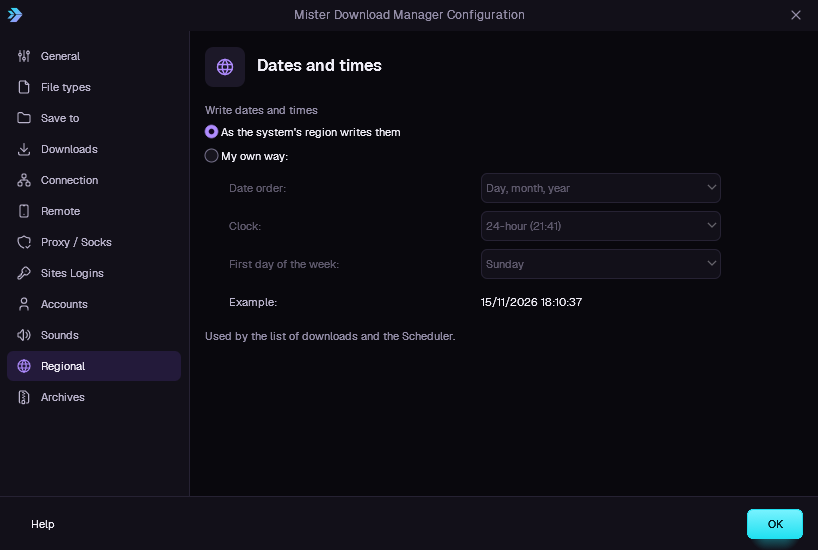 Mister Download Manager Configuration
General
File types
Save to
Downloads
Connection
Remote
Proxy / Socks
Sites Logins
Accounts
Sounds
Regional
Archives
Dates and times
Write dates and times
As the system's region writes them
My own way:
Date order: Day, month, year
Clock: 24-hour (21:41)
First day of the week: Sunday
Example: 15/11/2026 18:10:37
Used by the list of downloads and the Scheduler.
Help
OK